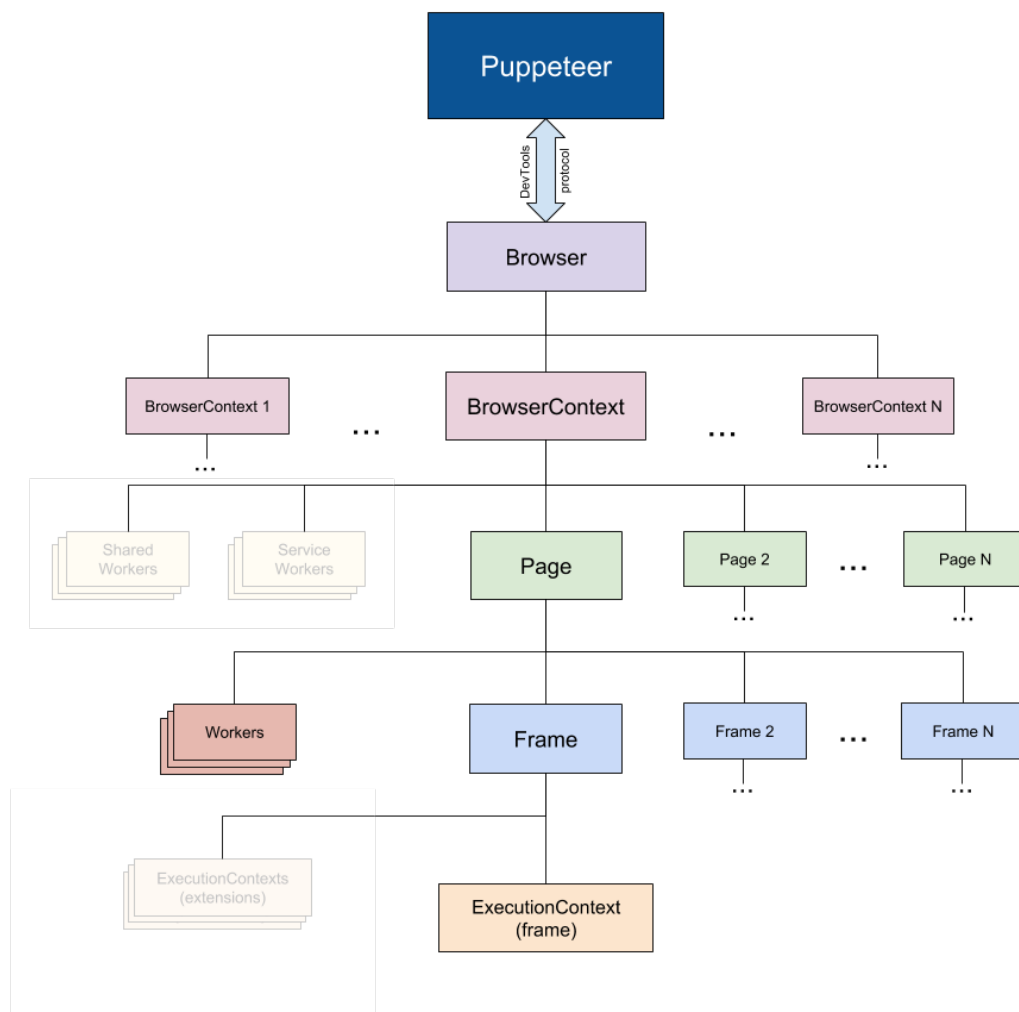 Puppeteer
DevTools
protocol
Browser
BrowserContext 1
...
BrowserContext
...
BrowserContext N
...
...
Shared
Workers
Service
Workers
Page
Page 2
...
Page N
...
...
Workers
Frame
Frame 2
...
Frame N
...
...
ExecutionContexts
(extensions)
ExecutionContext
(frame)